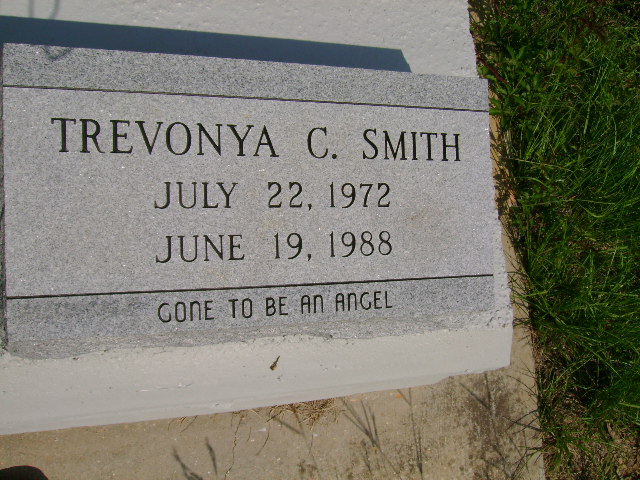 TREVONYA C. SMITH
JULY 22, 1972
JUNE 19, 1988
GONE TO BE AN ANGEL